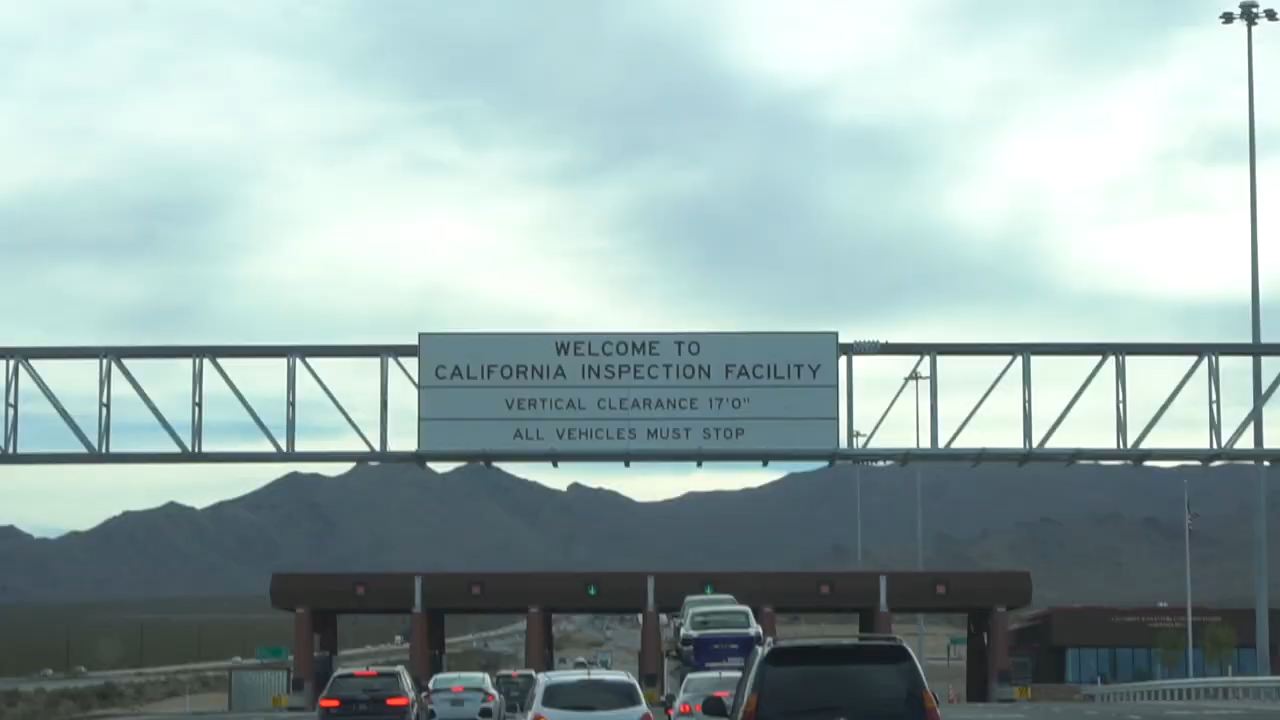 WELCOME TO
CALIFORNIA INSPECTION FACILITY
VERTICAL CLEARANCE 17'0"
ALL VEHICLES MUST STOP